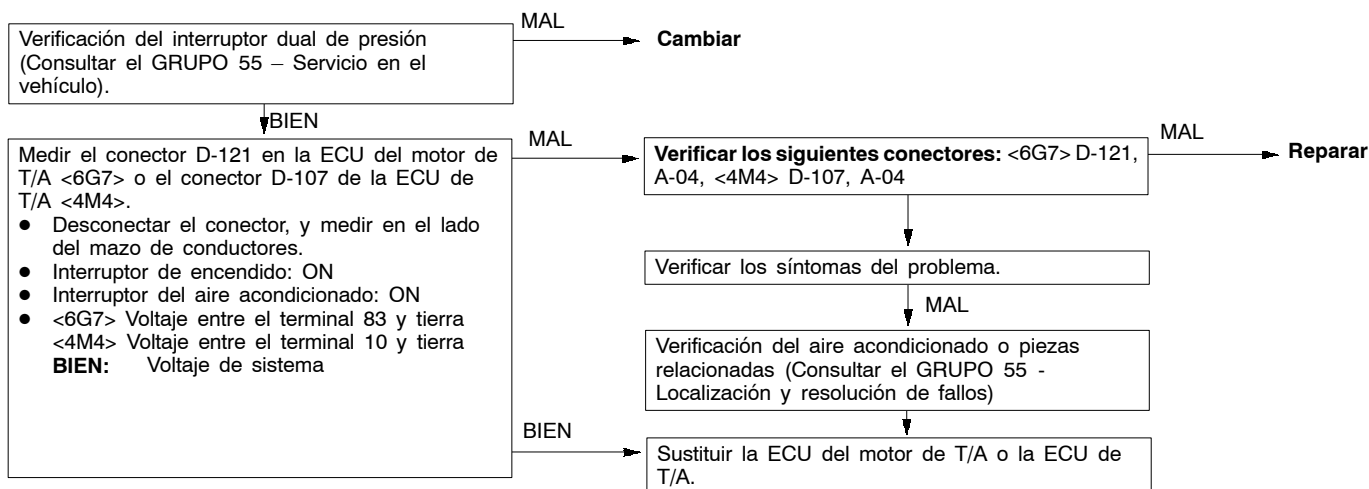 Verificación del interruptor dual de presión
(Consultar el GRUPO 55 – Servicio en el
vehículo).
MAL
Cambiar
BIEN
Medir el conector D-121 en la ECU del motor de
T/A <6G7> o el conector D-107 de la ECU de
T/A <4M4>.
● Desconectar el conector, y medir en el lado
del mazo de conductores.
● Interruptor de encendido: ON
● Interruptor del aire acondicionado: ON
● <6G7> Voltaje entre el terminal 83 y tierra
<4M4> Voltaje entre el terminal 10 y tierra
BIEN: Voltaje de sistema
MAL
Verificar los siguientes conectores: <6G7> D-121,
A-04, <4M4> D-107, A-04
MAL
Reparar
Verificar los síntomas del problema.
MAL
Verificación del aire acondicionado o piezas
relacionadas (Consultar el GRUPO 55 -
Localización y resolución de fallos)
BIEN
Sustituir la ECU del motor de T/A o la ECU de
T/A.